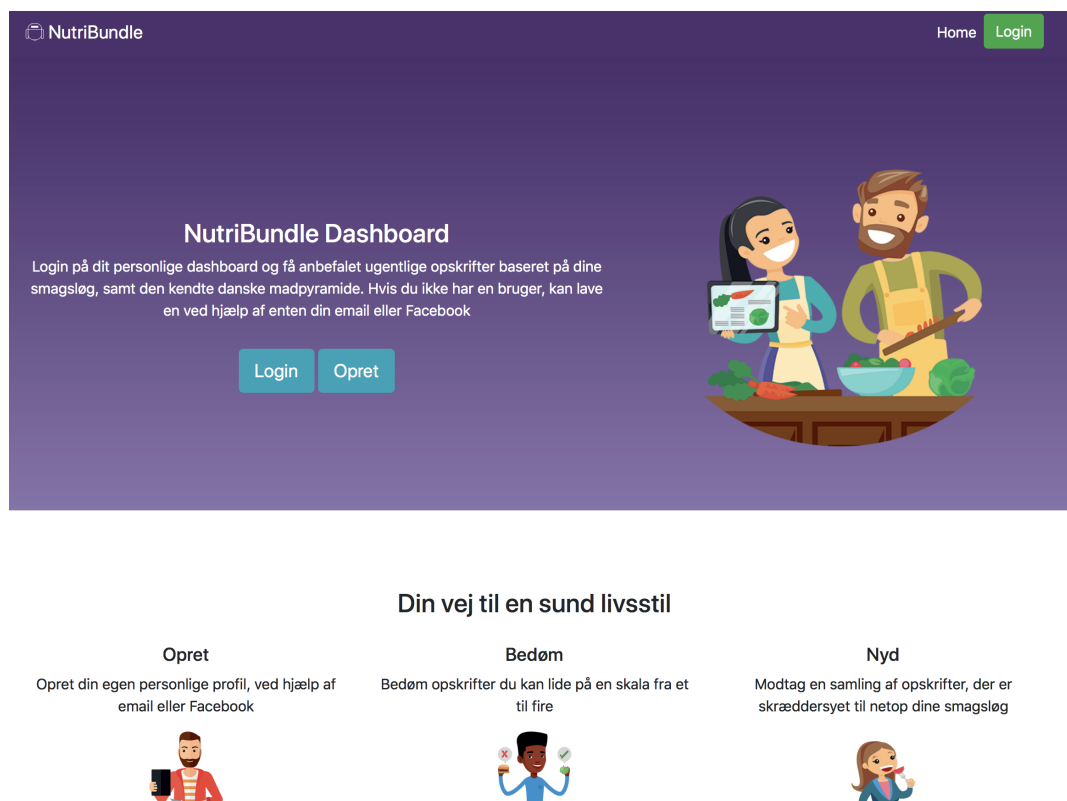 NutriBundle
Home
Login
NutriBundle Dashboard
Login på dit personlige dashboard og få anbefalet ugentlige opskrifter baseret på dine
smagsløg, samt den kendte danske madpyramide. Hvis du ikke har en bruger, kan lave
en ved hjælp af enten din email eller Facebook
Login
Opret
Din vej til en sund livsstil
Opret
Opret din egen personlige profil, ved hjælp af
email eller Facebook
Bedøm
Bedøm opskrifter du kan lide på en skala fra et
til fire
Nyd
Modtag en samling af opskrifter, der er
skræddersyet til netop dine smagsløg